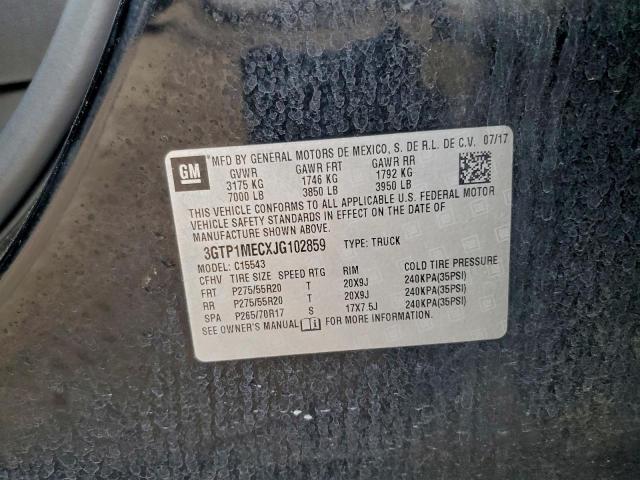 GM
MFD BY GENERAL MOTORS DE MEXICO, S. DE R.L. DE C.V. 07/17
GVWR GAWR FRT GAWR RR
3175 KG 1746 KG 1792 KG
7000 LB 3850 LB 3950 LB
THIS VEHICLE CONFORMS TO ALL APPLICABLE U.S. FEDERAL MOTOR
VEHICLE SAFETY STANDARDS IN EFFECT ON THE DATE OF
MANUFACTURE SHOWN ABOVE.
3GTP1MECXJG102859 TYPE: TRUCK
MODEL: C15543
CFHV TIRE SIZE SPEED RTG RIM COLD TIRE PRESSURE
FRT P275/55R20 T 20X9J 240KPA(35PSI)
RR P275/55R20 T 20X9J 240KPA(35PSI)
SPA P265/70R17 S 17X7.5J 240KPA(35PSI)
SEE OWNER'S MANUAL FOR MORE INFORMATION.